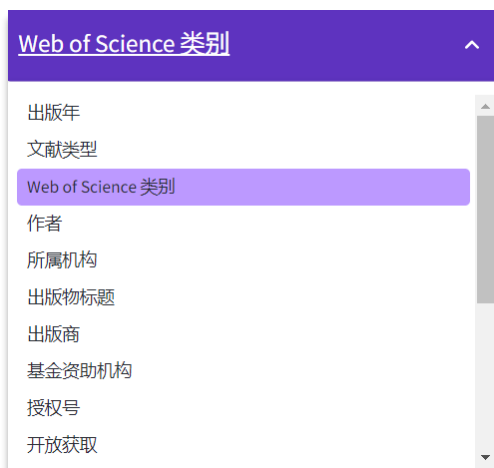 Web of Science 类别
出版年
文献类型
Web of Science 类别
作者
所属机构
出版物标题
出版商
基金资助机构
授权号
开放获取